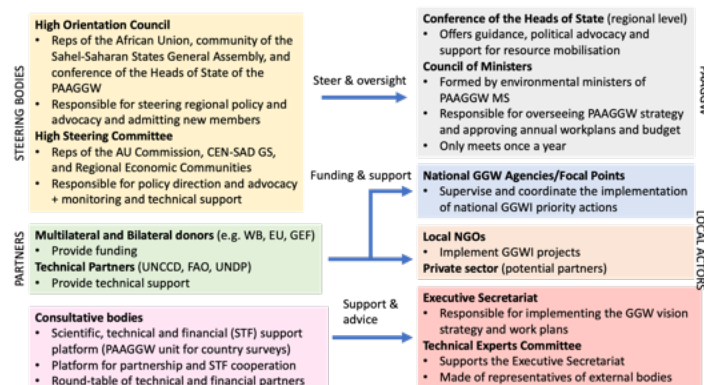 STEERING BODIES
High Orientation Council
• Reps of the African Union, community of the
Sahel-Saharan States General Assembly, and
conference of the Heads of State of the
PAAGGW
• Responsible for steering regional policy and
advocacy and admitting new members
High Steering Committee
• Reps of the AU Commission, CEN-SAD GS,
and Regional Economic Communities
• Responsible for policy direction and advocacy
+ monitoring and technical support
Steer & oversight
Conference of the Heads of State (regional level)
• Offers guidance, political advocacy and
support for resource mobilisation
Council of Ministers
• Formed by environmental ministers of
PAAGGW MS
• Responsible for overseeing PAAGGW strategy
and approving annual workplans and budget
• Only meets once a year
PAAGGW
PARTNERS
Multilateral and Bilateral donors (e.g. WB, EU, GEF)
• Provide funding
Technical Partners (UNCCD, FAO, UNDP)
• Provide technical support
Funding & support
National GGW Agencies/Focal Points
• Supervise and coordinate the implementation
of national GGWI priority actions
Local NGOs
• Implement GGWI projects
Private sector (potential partners)
LOCAL ACTORS
Consultative bodies
• Scientific, technical and financial (STF) support
platform (PAAGGW unit for country surveys)
• Platform for partnership and STF cooperation
• Round-table of technical and financial partners
Support &
advice
Executive Secretariat
• Responsible for implementing the GGW vision
strategy and work plans
Technical Experts Committee
• Supports the Executive Secretariat
• Made of representatives of external bodies